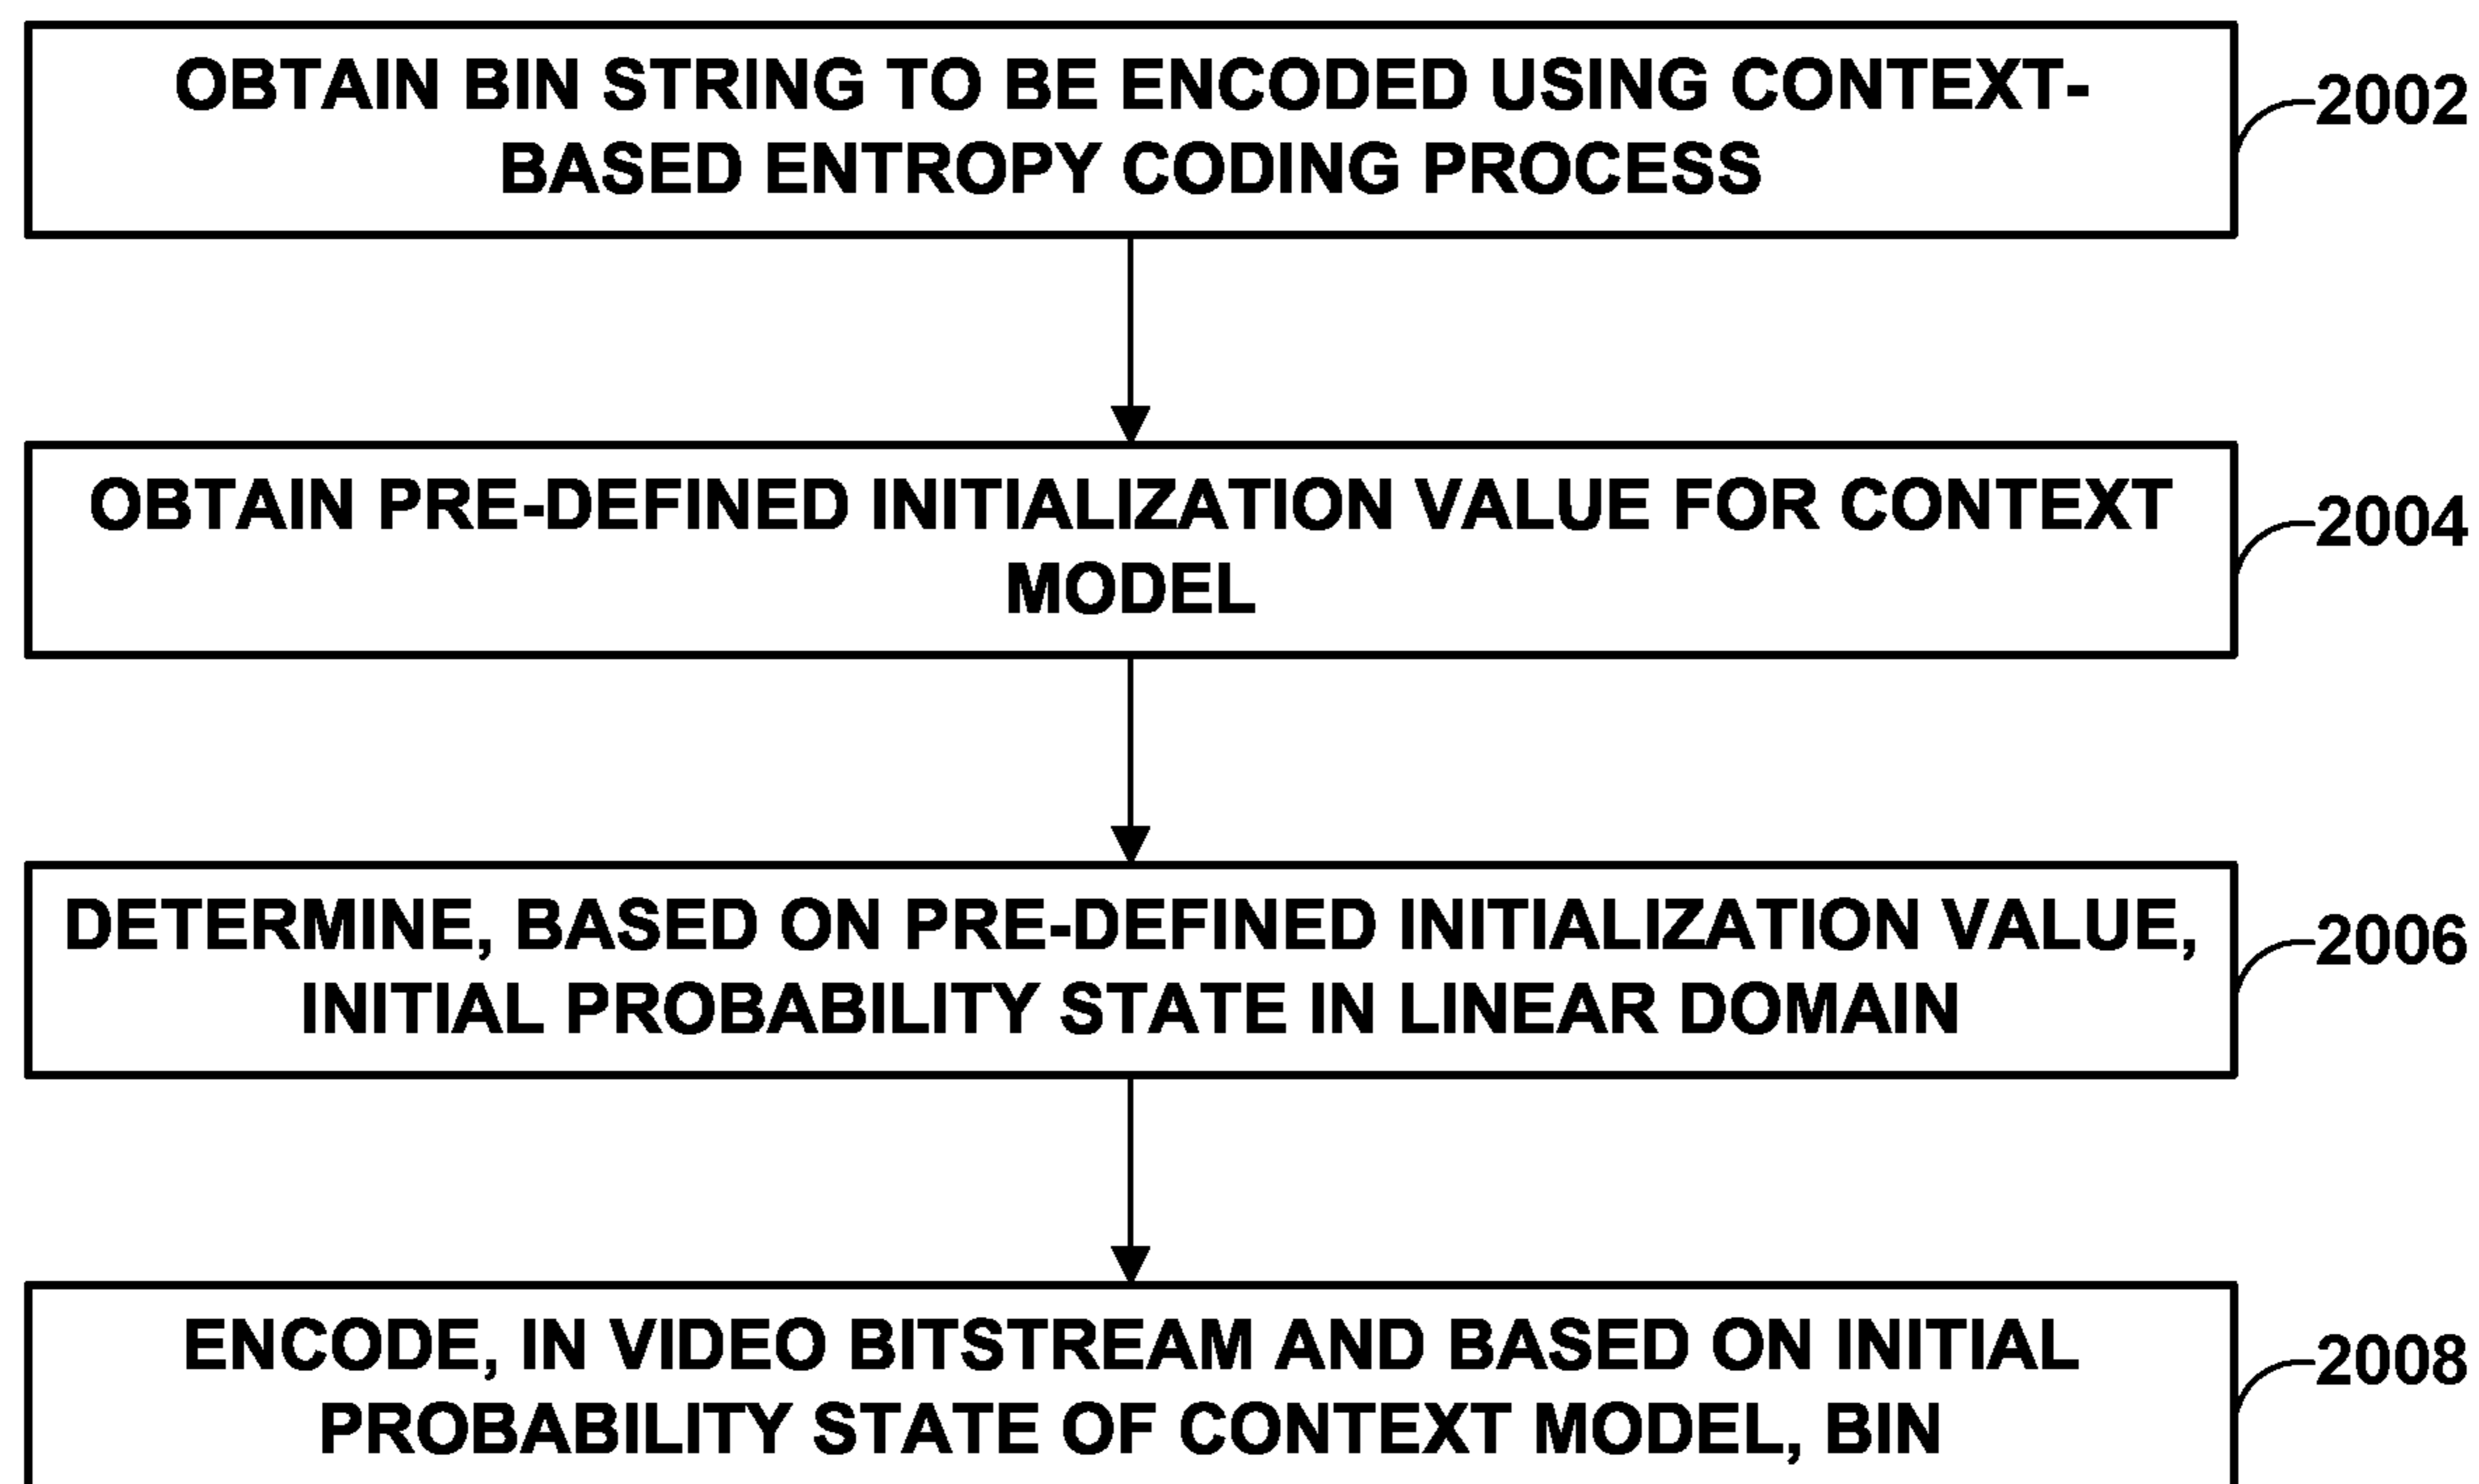 OBTAIN BIN STRING TO BE ENCODED USING CONTEXT-
BASED ENTROPY CODING PROCESS
2002
OBTAIN PRE-DEFINED INITIALIZATION VALUE FOR CONTEXT
MODEL
2004
DETERMINE, BASED ON PRE-DEFINED INITIALIZATION VALUE,
INITIAL PROBABILITY STATE IN LINEAR DOMAIN
2006
ENCODE, IN VIDEO BITSTREAM AND BASED ON INITIAL
PROBABILITY STATE OF CONTEXT MODEL, BIN
2008